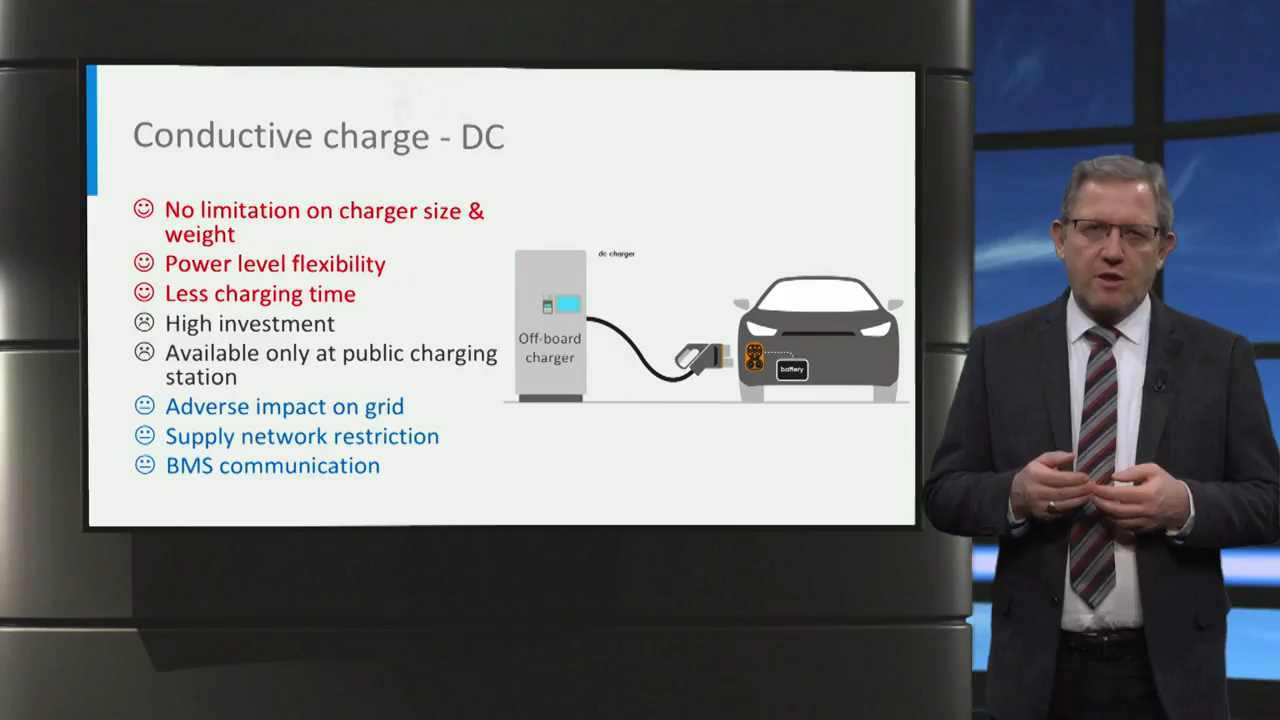 Conductive charge - DC
No limitation on charger size &
weight
Power level flexibility
Less charging time
High investment
Available only at public charging
station
Adverse impact on grid
Supply network restriction
BMS communication
dc charger
Off-board
charger
battery